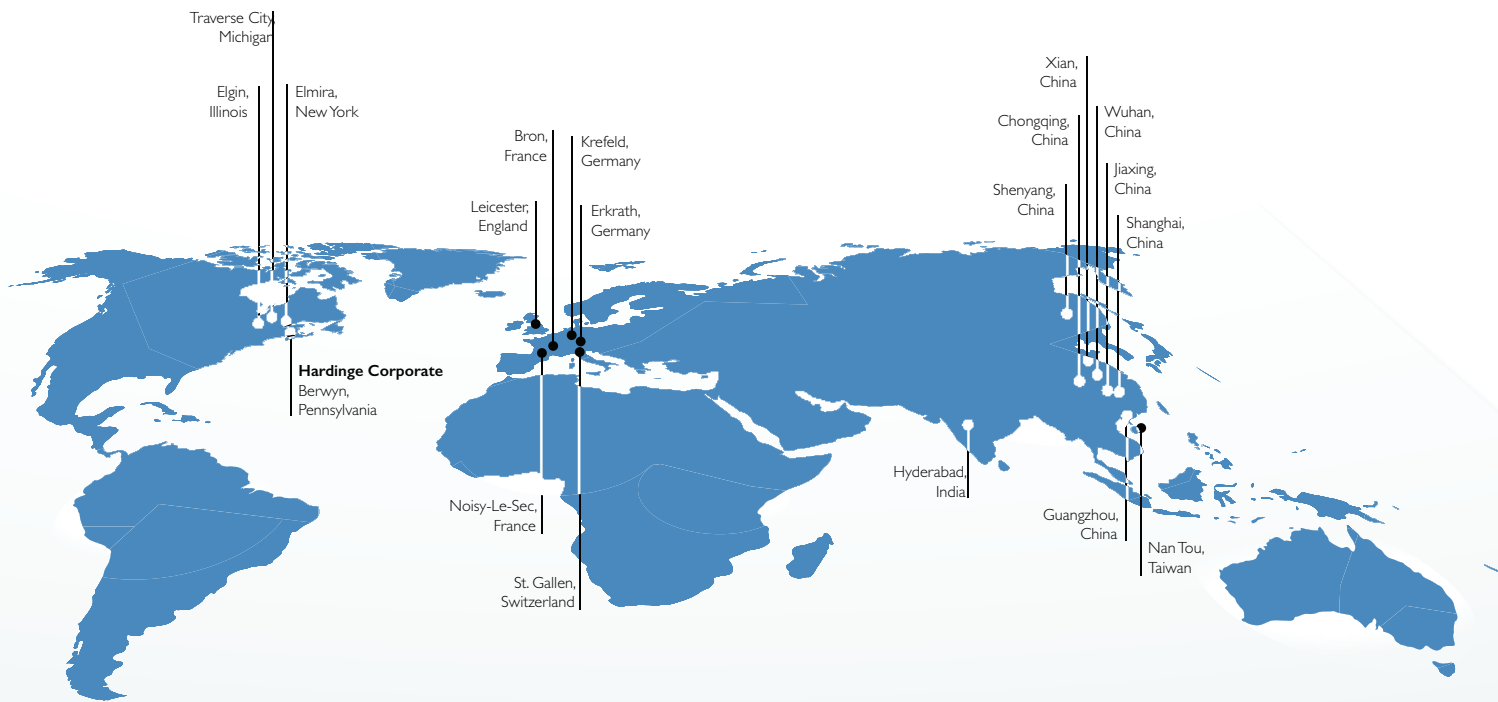 Traverse City,
Michigan
Elgin,
Illinois
Elmira,
New York
Hardinge Corporate
Berwyn,
Pennsylvania
Bron,
France
Krefeld,
Germany
Leicester,
England
Erkrath,
Germany
Noisy-Le-Sec,
France
St. Gallen,
Switzerland
Xian,
China
Chongqing,
China
Wuhan,
China
Shenyang,
China
Jiaxing,
China
Shanghai,
China
Hyderabad,
India
Guangzhou,
China
Nan Tou,
Taiwan